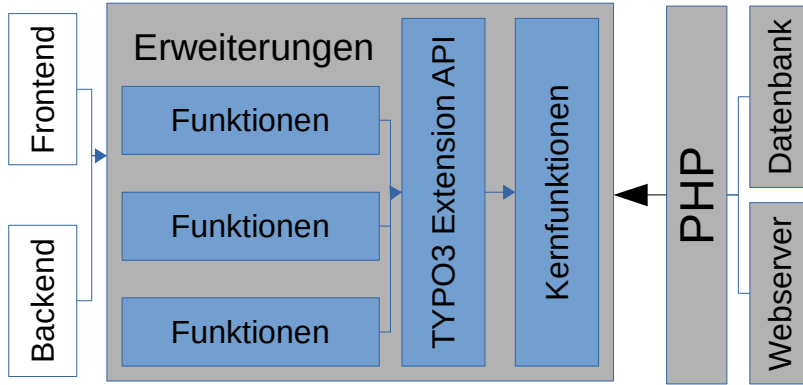 Frontend
Backend
Erweiterungen
Funktionen
Funktionen
Funktionen
TYPO3 Extension API
Kernfunktionen
PHP
Datenbank
Webserver